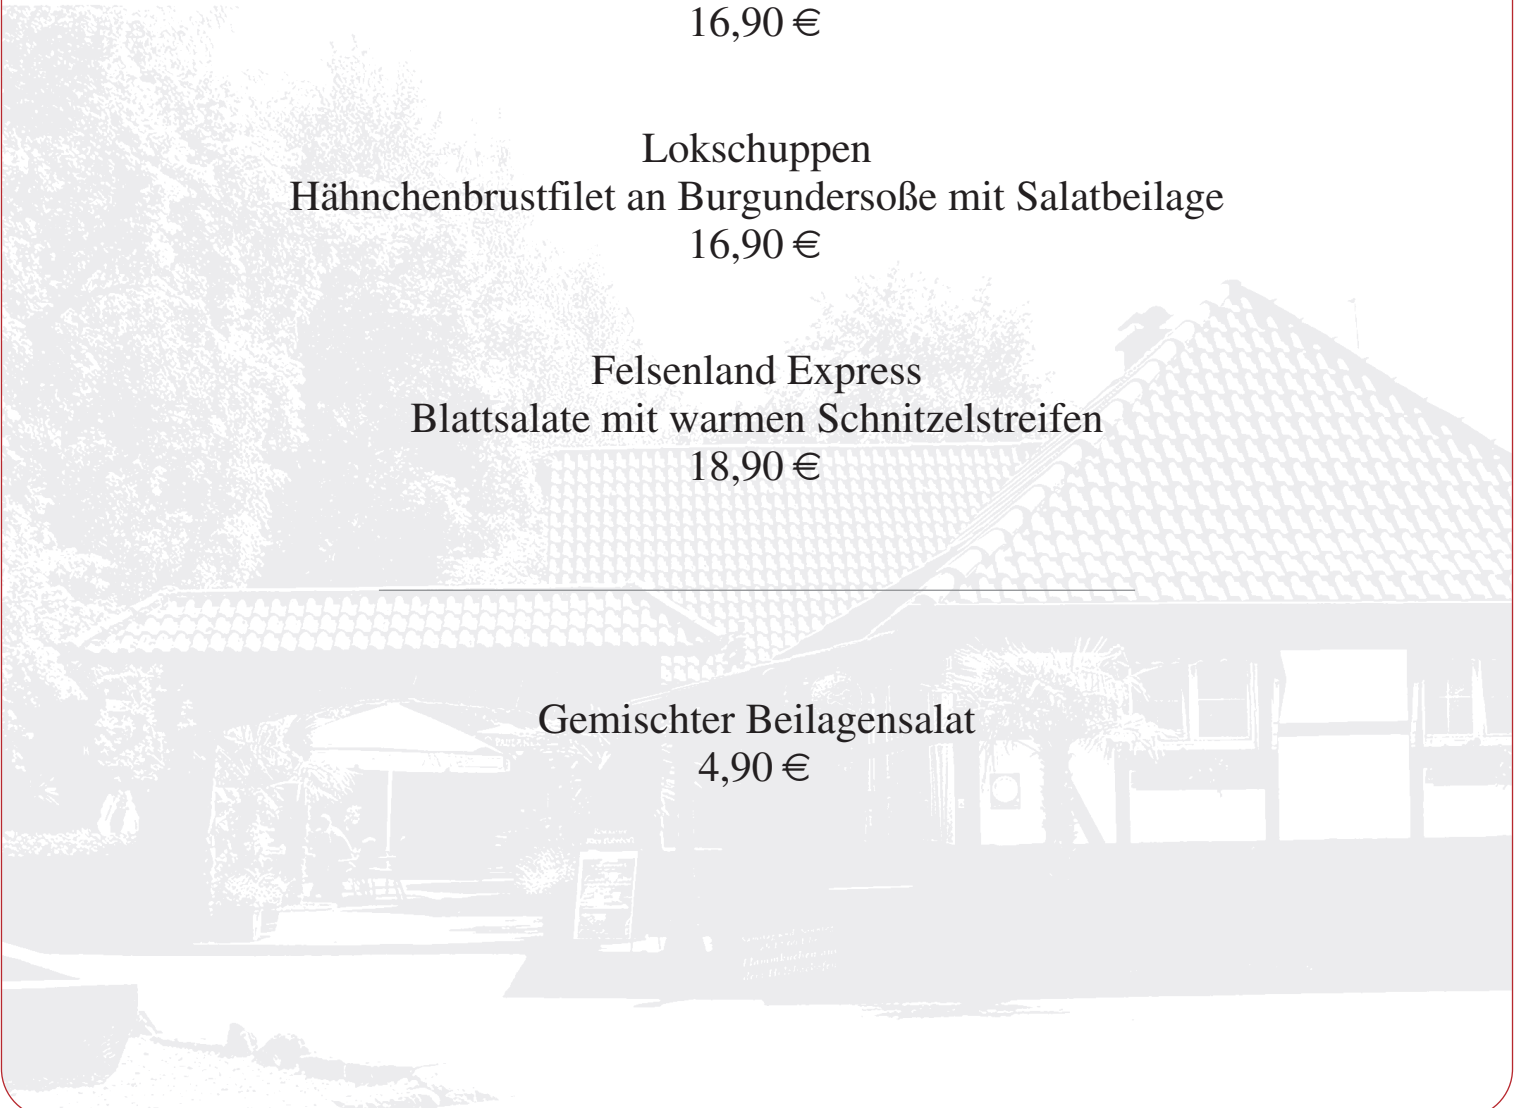 16,90 €
Lokschuppen
Hähnchenbrustfilet an Burgundersoße mit Salatbeilage
16,90 €
Felsenland Express
Blattsalate mit warmen Schnitzelstreifen
18,90 €
Gemischter Beilagensalat
4,90 €